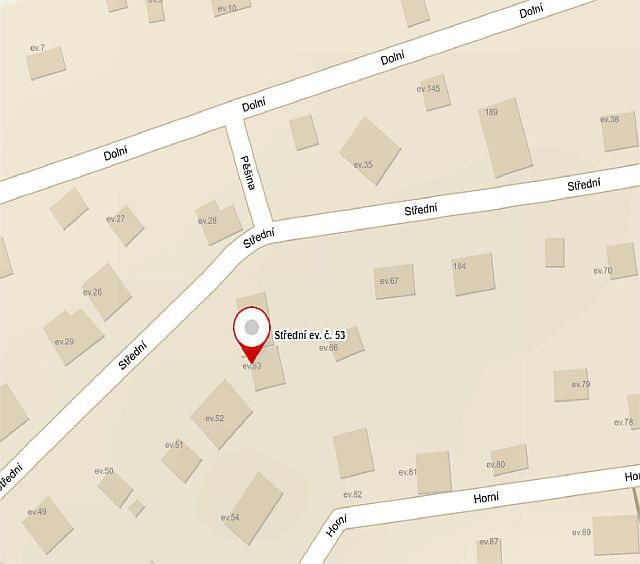 ev.10
Dolní
ev.7
Dolní
ev.145
Dolní
189
ev.38
Dolní
ev.35
Pěšina
Střední
Střední
ev.27
ev.28
Střední
ev.67
184
ev.70
ev.26
Střední ev. č. 53
ev.29
Střední
ev.66
ev.53
ev.79
ev.52
ev.78
ev.51
ev.50
ev.81
ev.80
Střední
Hor
ev.82
Horní
ev.49
ev.54
Horní
ev.89
ev.87